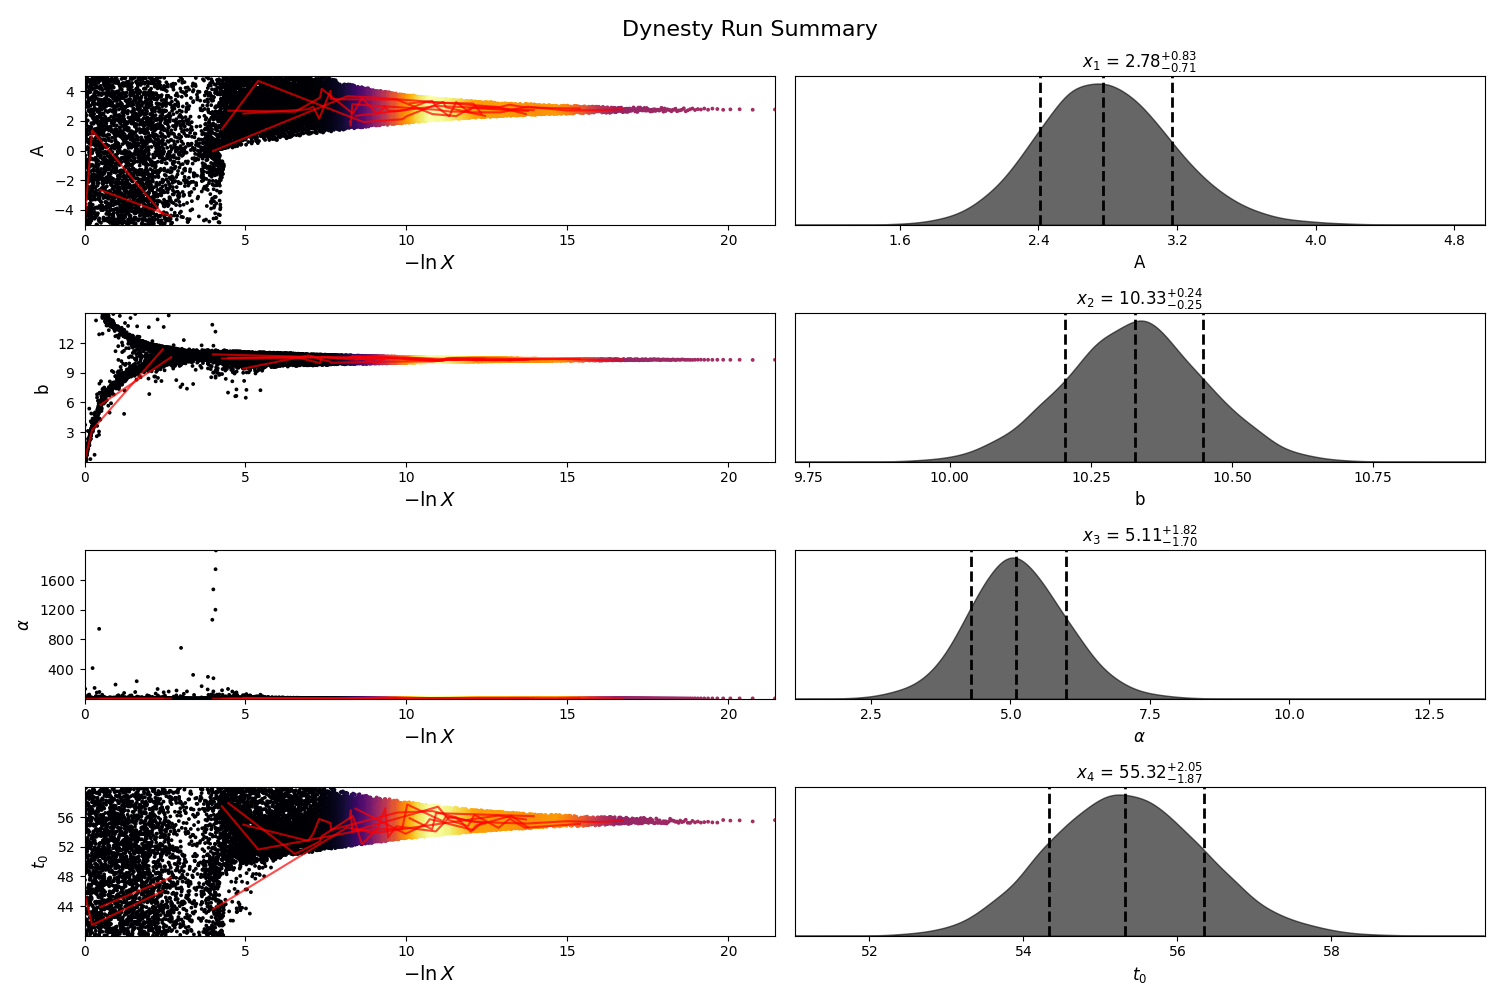 Dynesty Run Summary
x₁ = 2.78+0.83−0.71
4
2
0
−2
−4
A
0 5 10 15 20
−ln X
1.6 2.4 3.2 4.0 4.8
A
x₂ = 10.33+0.24−0.25
12
9
6
3
b
0 5 10 15 20
−ln X
9.75 10.00 10.25 10.50 10.75
b
x₃ = 5.11+1.82−1.70
1600
1200
800
400
α
0 5 10 15 20
−ln X
2.5 5.0 7.5 10.0 12.5
α
x₄ = 55.32+2.05−1.87
56
52
48
44
t₀
0 5 10 15 20
−ln X
52 54 56 58
t₀